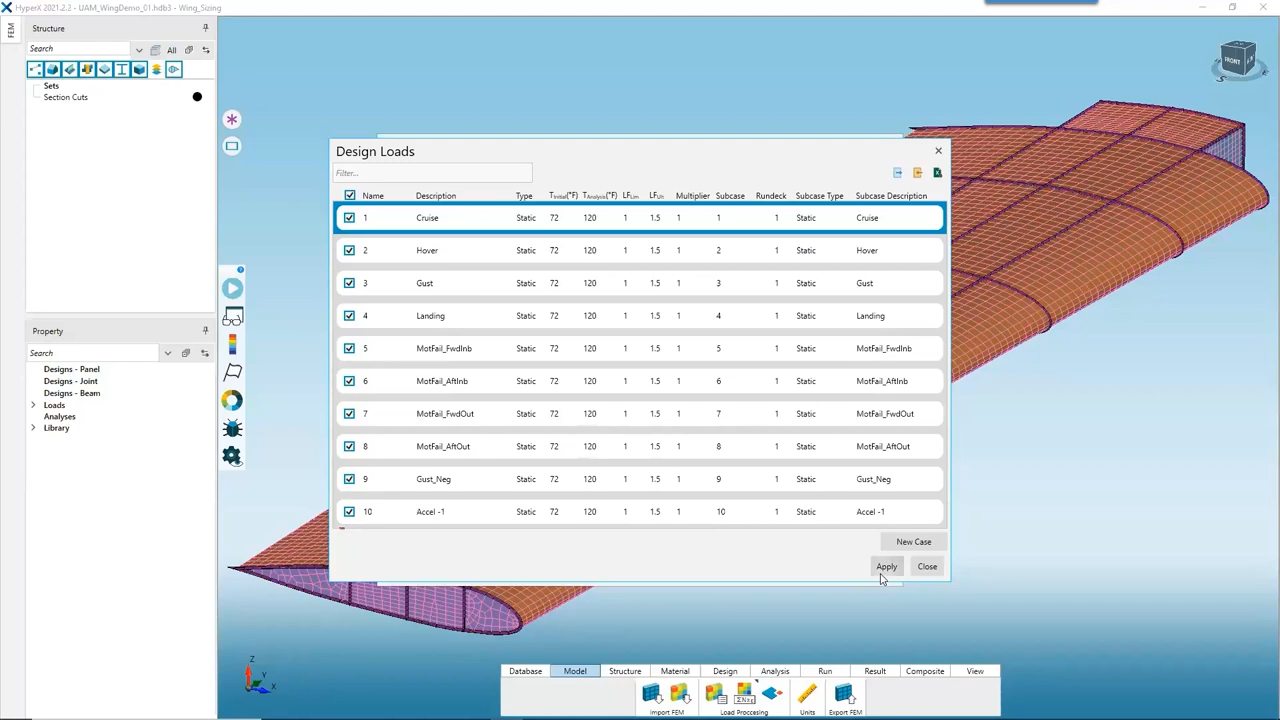 HyperX 2021.2.2 - UAM_WingDemo_01.hdb3 - Wing_Sizing
FEM
Structure
Search
All
Sets
Section Cuts
Property
Search
Designs - Panel
Designs - Joint
Designs - Beam
Loads
Analyses
Library
FRONT
Design Loads
Filter...
Name Description Type TInitial(°F) TAnalysis(°F) LFLim LFUlt Multiplier Subcase Rundeck Subcase Type Subcase Description
1 Cruise Static 72 120 1 1.5 1 1 1 Static Cruise
2 Hover Static 72 120 1 1.5 1 2 1 Static Hover
3 Gust Static 72 120 1 1.5 1 3 1 Static Gust
4 Landing Static 72 120 1 1.5 1 4 1 Static Landing
5 MotFail_FwdInb Static 72 120 1 1.5 1 5 1 Static MotFail_FwdInb
6 MotFail_AftInb Static 72 120 1 1.5 1 6 1 Static MotFail_AftInb
7 MotFail_FwdOut Static 72 120 1 1.5 1 7 1 Static MotFail_FwdOut
8 MotFail_AftOut Static 72 120 1 1.5 1 8 1 Static MotFail_AftOut
9 Gust_Neg Static 72 120 1 1.5 1 9 1 Static Gust_Neg
10 Accel -1 Static 72 120 1 1.5 1 10 1 Static Accel -1
New Case
Apply Close
Z
Y
X
Database Model Structure Material Design Analysis Run Result Composite View
ΣNx
Import FEM Load Processing Units Export FEM